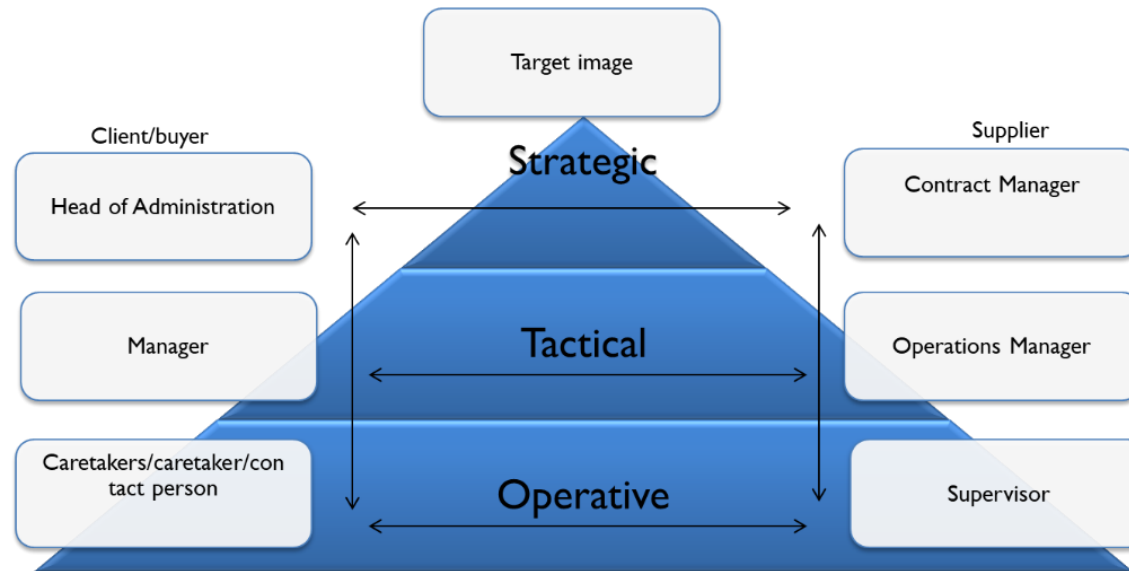 Target image
Client/buyer
Supplier
Strategic
Head of Administration
Contract Manager
Manager
Tactical
Operations Manager
Caretakers/caretaker/con
tact person
Operative
Supervisor